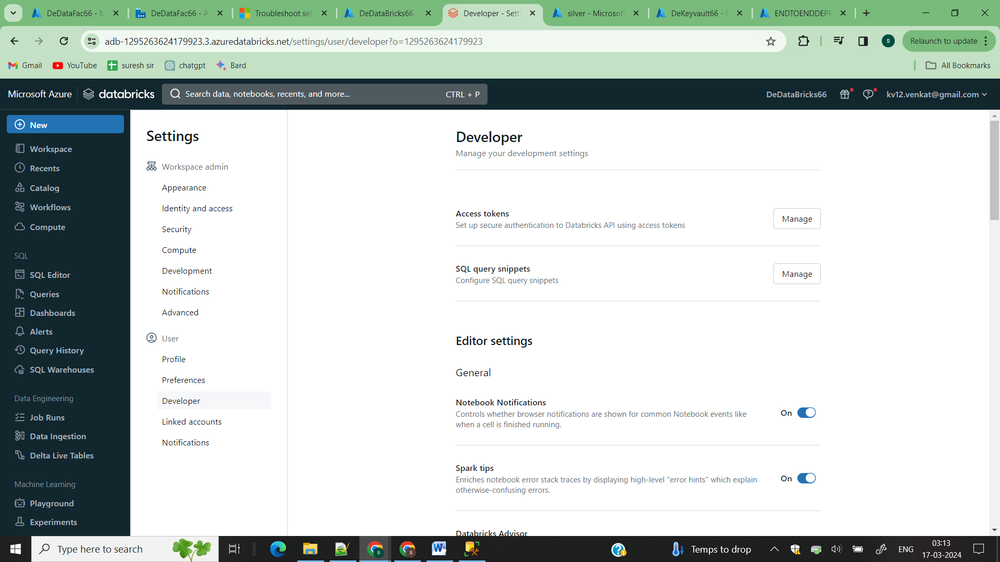 DeDataFac66 - M
DeDataFac66 - A
Troubleshoot sel
DeDataBricks66
Developer - Setti
silver - Microsoft
DeKeyvault66 - M
ENDTOENDDEPR
adb-1295263624179923.3.azuredatabricks.net/settings/user/developer?o=1295263624179923
S
Relaunch to update
Gmail
YouTube
suresh sir
chatgpt
Bard
All Bookmarks
Microsoft Azure
databricks
Search data, notebooks, recents, and more...
CTRL + P
DeDataBricks66
kv12.venkat@gmail.com
New
Workspace
Recents
Catalog
Workflows
Compute
SQL
SQL Editor
Queries
Dashboards
Alerts
Query History
SQL Warehouses
Data Engineering
Job Runs
Data Ingestion
Delta Live Tables
Machine Learning
Playground
Experiments
Settings
Workspace admin
Appearance
Identity and access
Security
Compute
Development
Notifications
Advanced
User
Profile
Preferences
Developer
Linked accounts
Notifications
Developer
Manage your development settings
Access tokens
Set up secure authentication to Databricks API using access tokens
Manage
SQL query snippets
Configure SQL query snippets
Manage
Editor settings
General
Notebook Notifications
Controls whether browser notifications are shown for common Notebook events like
when a cell is finished running.
On
Spark tips
Enriches notebook error stack traces by displaying high-level "error hints" which explain
otherwise-confusing errors.
On
Databricks Advisor
Type here to search
Temps to drop
ENG
03:13
17-03-2024